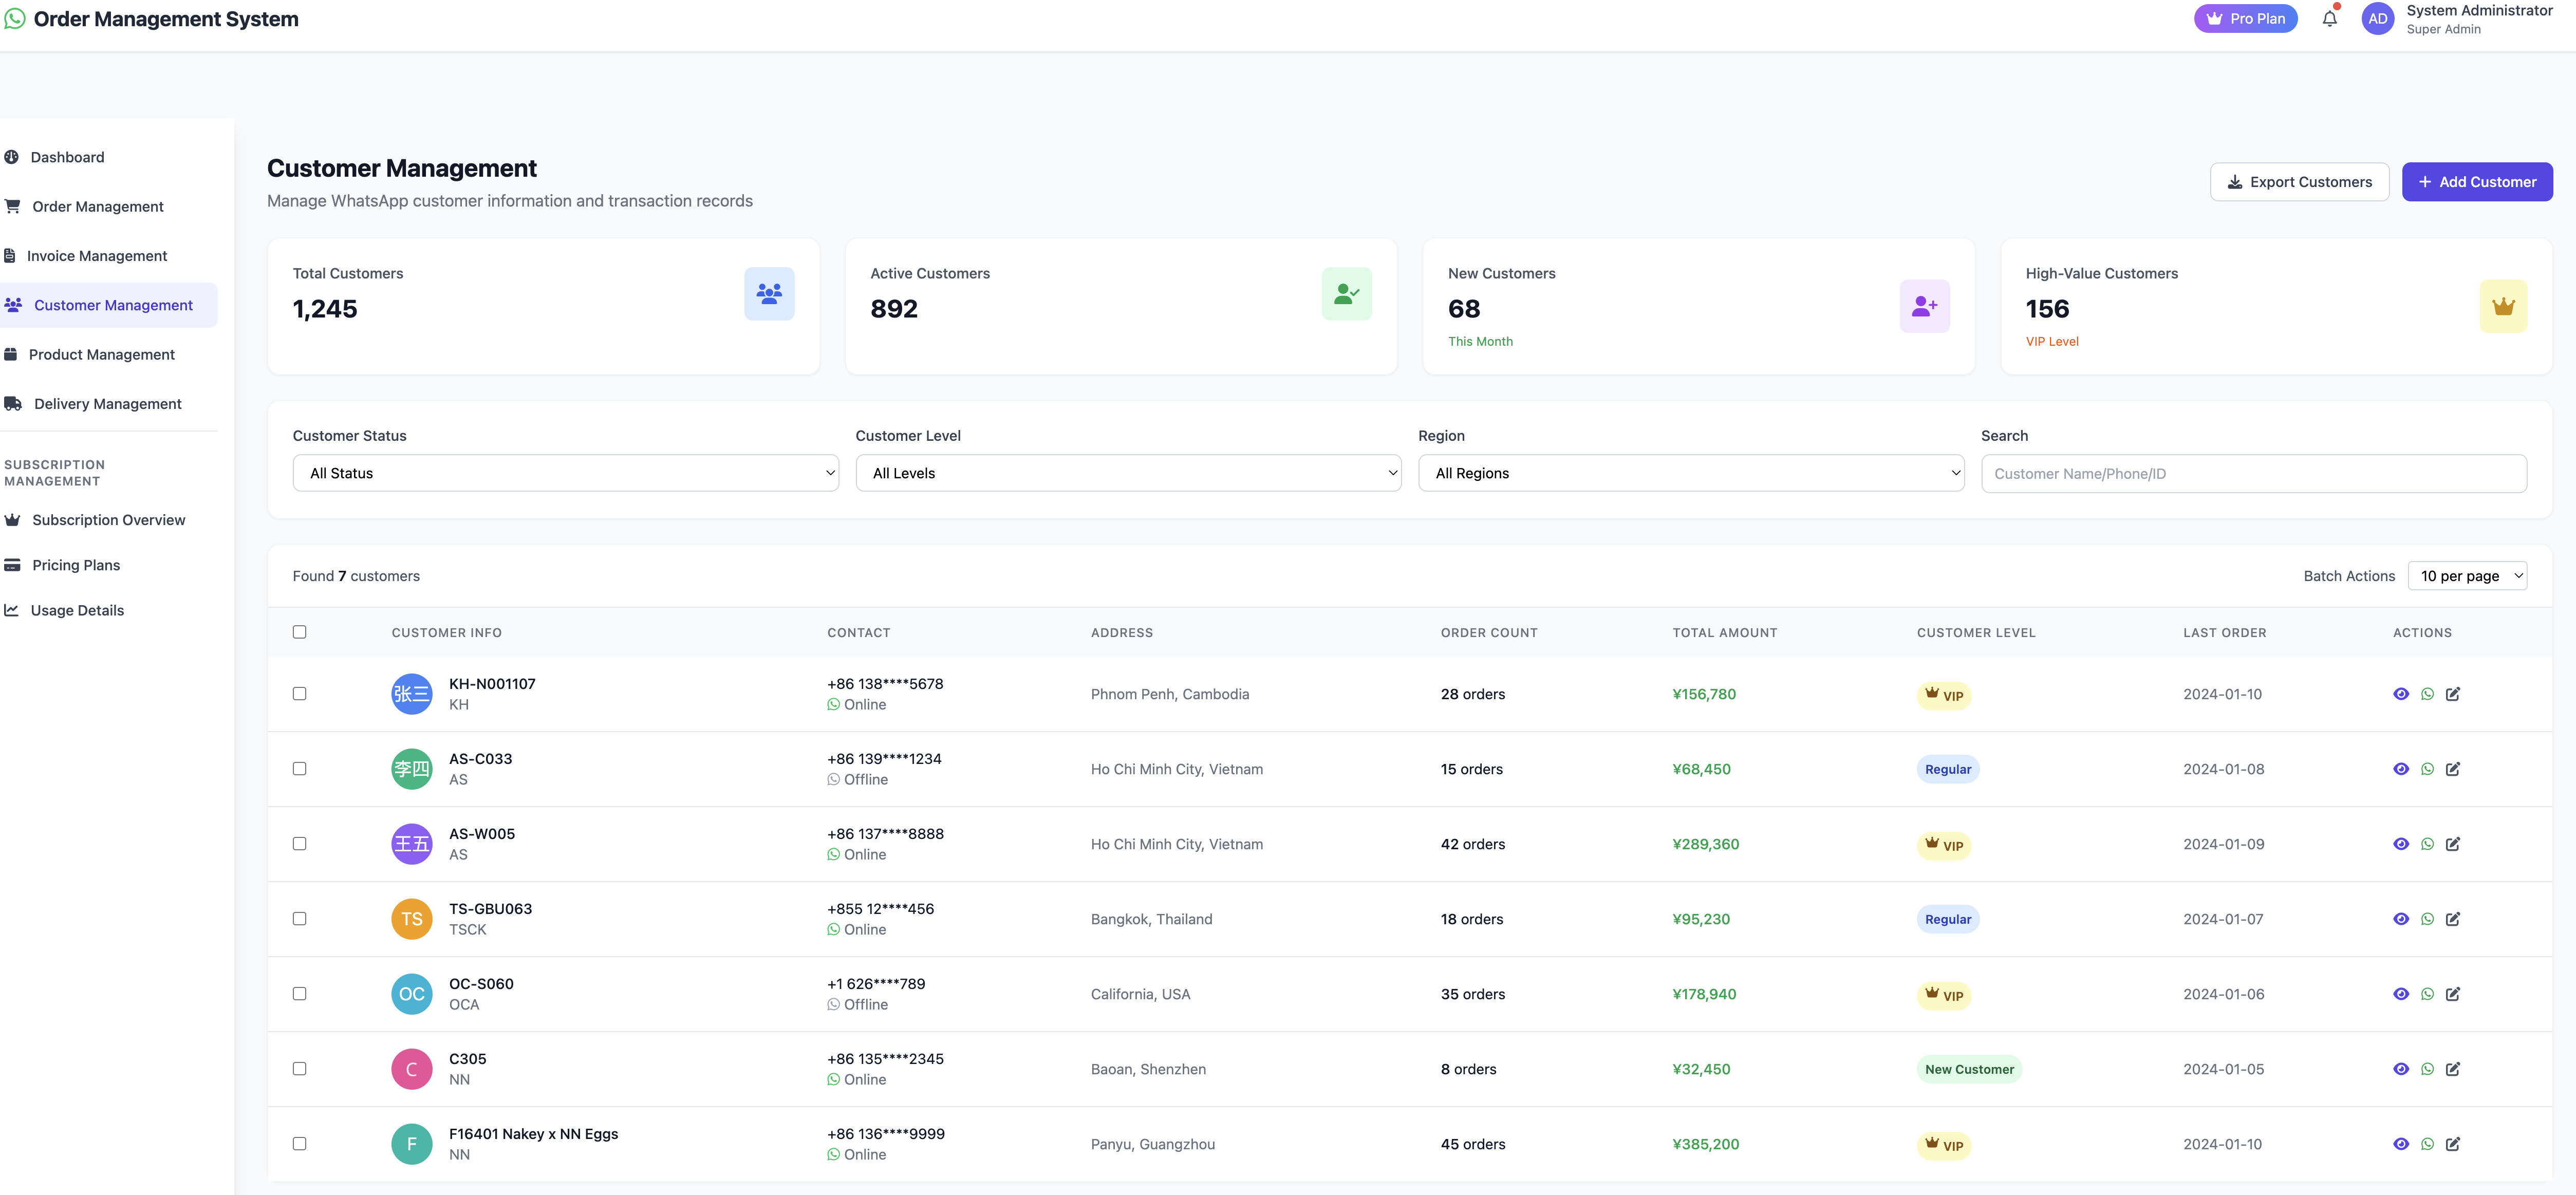 Order Management System
Pro Plan
AD
System Administrator
Super Admin
Dashboard
Order Management
Invoice Management
Customer Management
Product Management
Delivery Management
SUBSCRIPTION
MANAGEMENT
Subscription Overview
Pricing Plans
Usage Details
Customer Management
Manage WhatsApp customer information and transaction records
Export Customers
+ Add Customer
Total Customers
1,245
Active Customers
892
New Customers
68
This Month
High-Value Customers
156
VIP Level
Customer Status
All Status
Customer Level
All Levels
Region
All Regions
Search
Customer Name/Phone/ID
Found 7 customers
Batch Actions
10 per page
CUSTOMER INFO CONTACT ADDRESS ORDER COUNT TOTAL AMOUNT CUSTOMER LEVEL LAST ORDER ACTIONS
张三 KH-N001107 +86 138****5678 Phnom Penh, Cambodia 28 orders ¥156,780 VIP 2024-01-10
KH Online
李四 AS-C033 +86 139****1234 Ho Chi Minh City, Vietnam 15 orders ¥68,450 Regular 2024-01-08
AS Offline
王五 AS-W005 +86 137****8888 Ho Chi Minh City, Vietnam 42 orders ¥289,360 VIP 2024-01-09
AS Online
TS TS-GBU063 +855 12****456 Bangkok, Thailand 18 orders ¥95,230 Regular 2024-01-07
TSCK Online
OC OC-S060 +1 626****789 California, USA 35 orders ¥178,940 VIP 2024-01-06
OCA Offline
C C305 +86 135****2345 Baoan, Shenzhen 8 orders ¥32,450 New Customer 2024-01-05
NN Online
F F16401 Nakey x NN Eggs +86 136****9999 Panyu, Guangzhou 45 orders ¥385,200 VIP 2024-01-10
NN Online